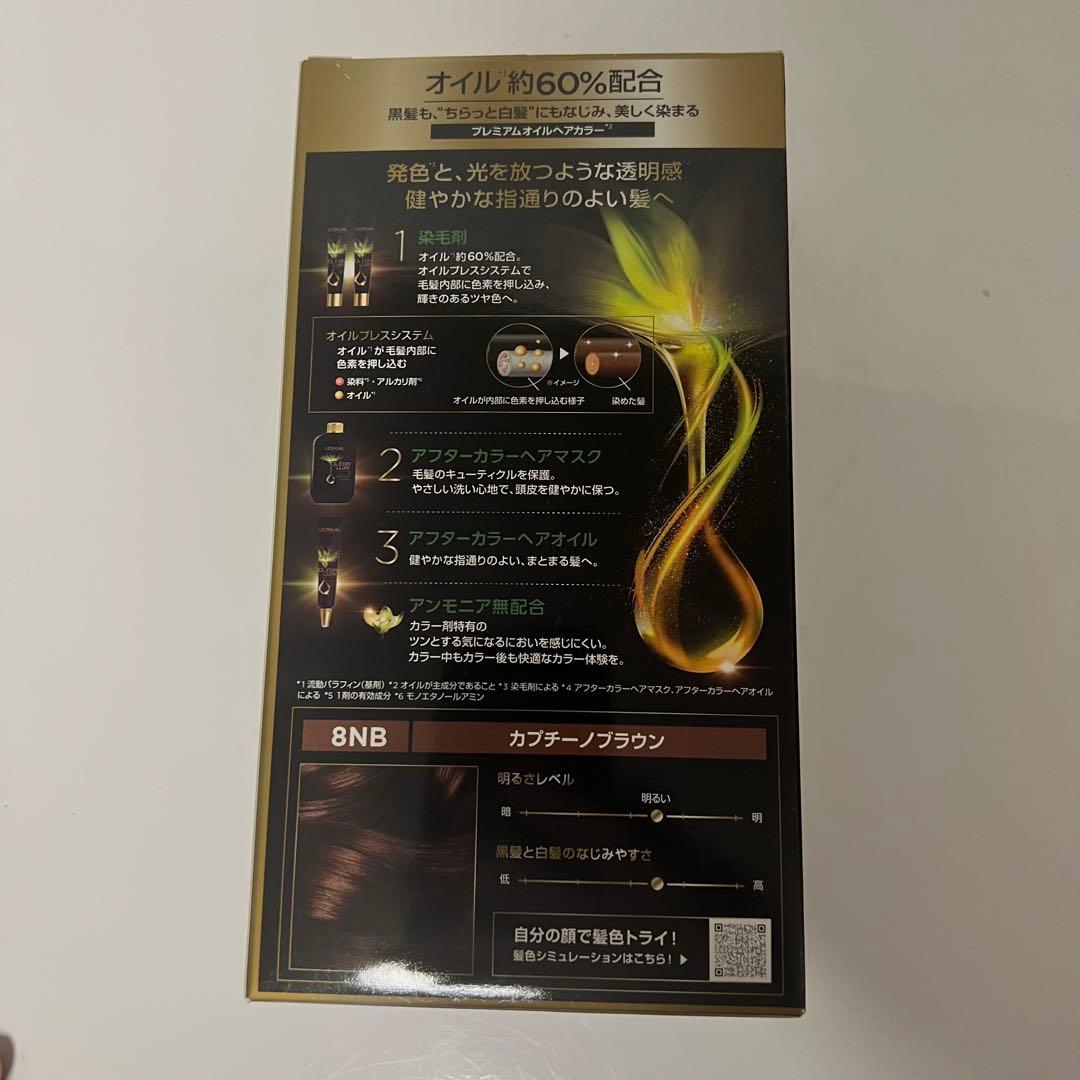 オイル*1約60%配合
黒髪も、“ちらっと白髪”にもなじみ、美しく染まる
プレミアムオイルヘアカラー*2
発色*3と、光を放つような透明感*4
健やかな指通りのよい髪へ
L'ORÉAL L'ORÉAL
1 染毛剤
オイル*1約60%配合。
オイルプレスシステムで
毛髪内部に色素を押し込み、
輝きのあるツヤ色へ。
オイルプレスシステム
オイル*1が毛髪内部に
色素を押し込む
染料*5・アルカリ剤*6
オイル*1
※イメージ
オイルが内部に色素を押し込む様子
染めた髪
L'ORÉAL
2 アフターカラーヘアマスク
毛髪のキューティクルを保護。
やさしい洗い心地で、頭皮を健やかに保つ。
L'ORÉAL
3 アフターカラーヘアオイル
健やかな指通りのよい、まとまる髪へ。
アンモニア無配合
カラー剤特有の
ツンとする気になるにおいを感じにくい。
カラー中もカラー後も快適なカラー体験を。
*1 流動パラフィン(基剤) *2 オイルが主成分であること *3 染毛剤による *4 アフターカラーヘアマスク、アフターカラーヘアオイル
による *5 1剤の有効成分 *6 モノエタノールアミン
8NB カプチーノブラウン
明るさレベル
明るい
暗 明
黒髪と白髪のなじみやすさ
低 高
自分の顔で髪色トライ!
髪色シミュレーションはこちら! ▶